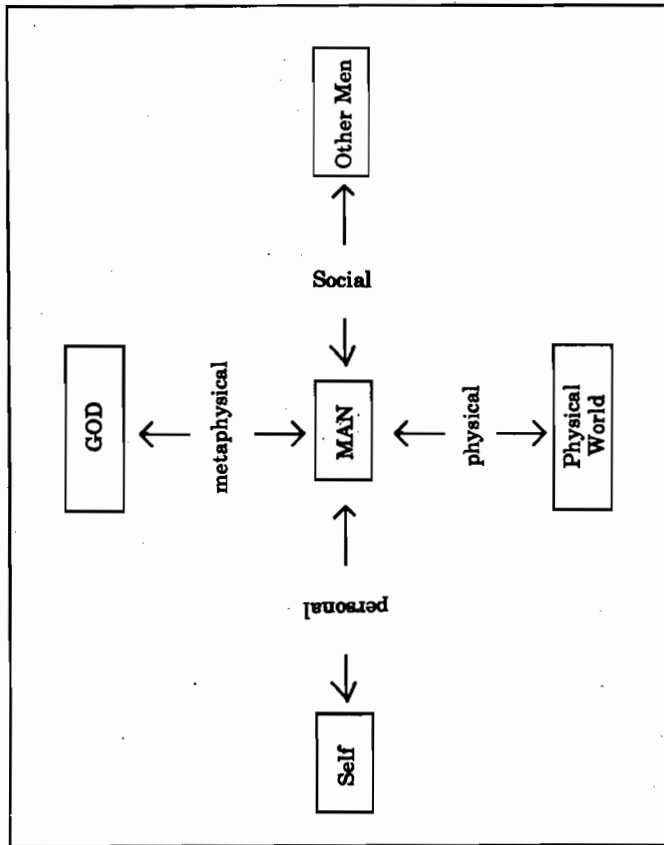 GOD
metaphysical
Self
personal
MAN
Social
Other Men
physical
Physical
World